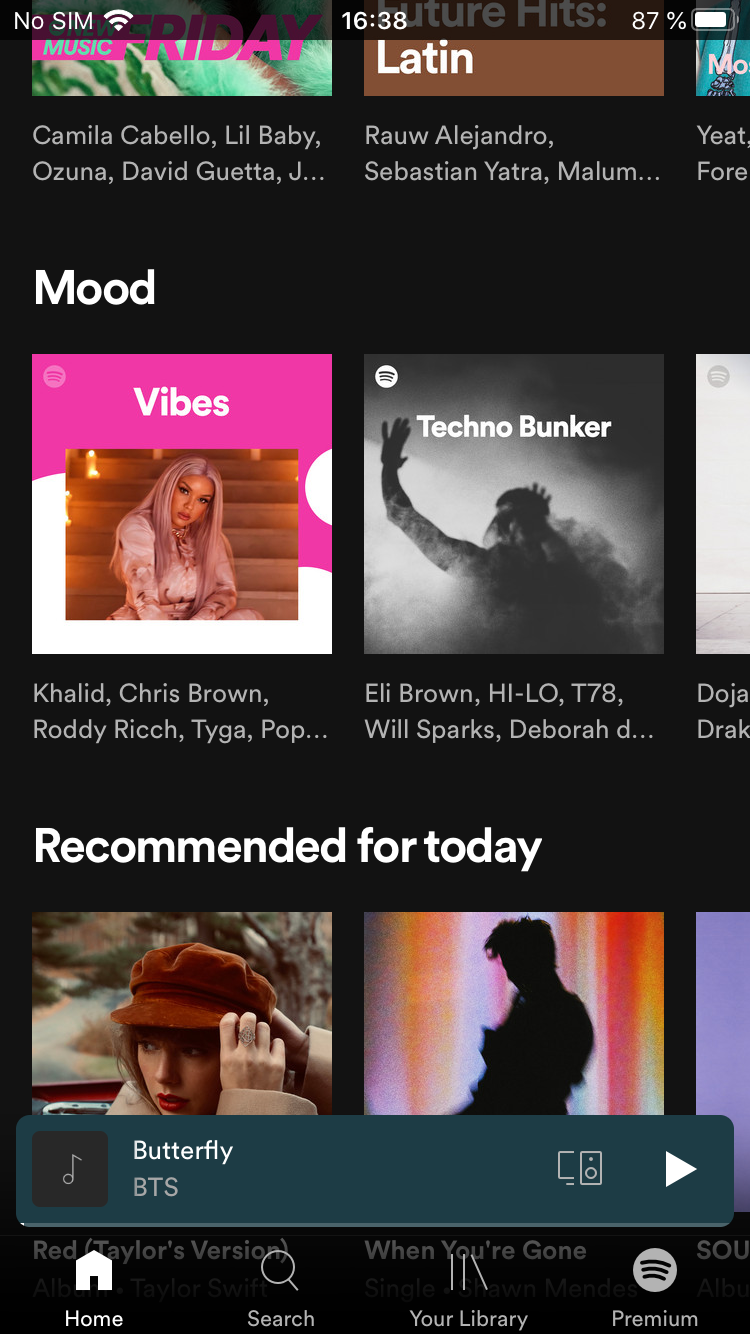 No SIM 16:38 87 %
NEW
MUSIC FRIDAY
Future Hits:
Latin
Mos
Camila Cabello, Lil Baby,
Ozuna, David Guetta, J...
Rauw Alejandro,
Sebastian Yatra, Malum...
Yeat,
Fore
Mood
Vibes
Techno Bunker
Khalid, Chris Brown,
Roddy Ricch, Tyga, Pop...
Eli Brown, HI-LO, T78,
Will Sparks, Deborah d...
Doja
Drak
Recommended for today
Butterfly
BTS
Red (Taylor's Version)
Album • Taylor Swift
When You're Gone
Single • Shawn Mendes
SOU
Albu
Home
Search
Your Library
Premium